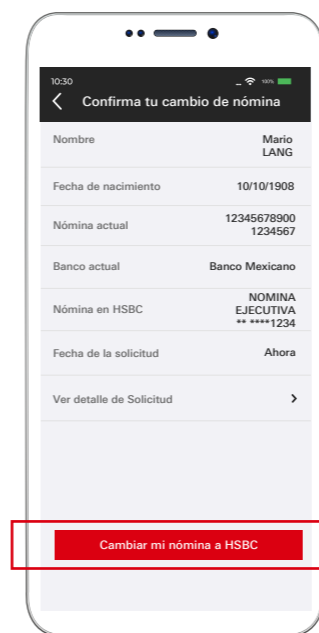 10:30
100%
Confirma tu cambio de nómina
Nombre
Mario
LANG
Fecha de nacimiento
10/10/1908
Nómina actual
12345678900
1234567
Banco actual
Banco Mexicano
Nómina en HSBC
NOMINA
EJECUTIVA
** ****1234
Fecha de la solicitud
Ahora
Ver detalle de Solicitud
Cambiar mi nómina a HSBC